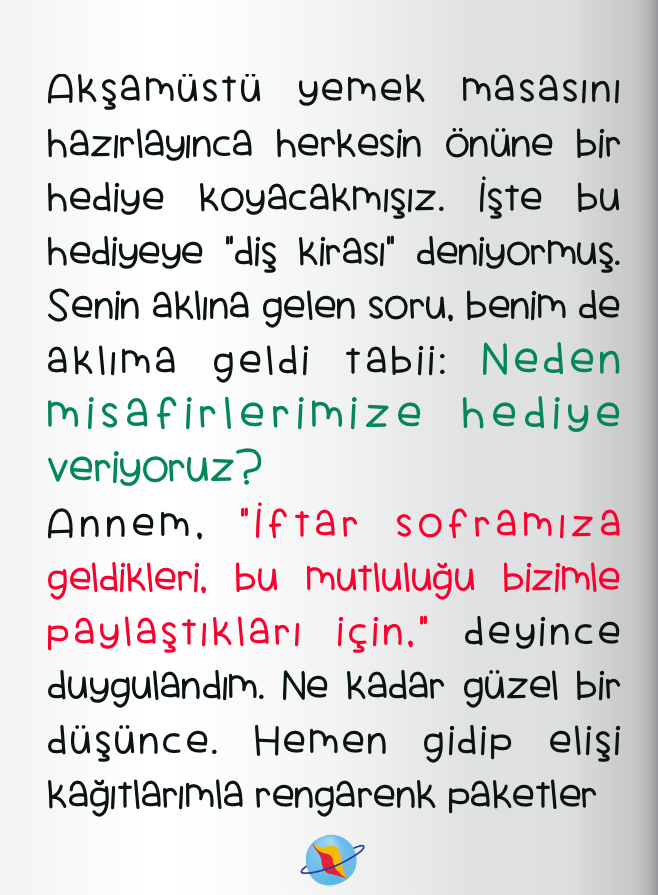 Akşamüstü yemek masasını
hazırlayınca herkesin önüne bir
hediye koyacakmışız. İşte bu
hediyeye "diş kirası" deniyormuş.
Senin aklına gelen soru, benim de
aklıma geldi tabii: Neden
misafirlerimize hediye
veriyoruz?
Annem, "İftar soframıza
geldikleri, bu mutluluğu bizimle
paylaştıkları için," deyince
duygulandım. Ne kadar güzel bir
düşünce. Hemen gidip elişi
kağıtlarımla rengarenk paketler